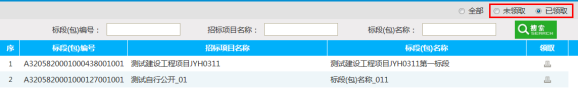 全部 未领取 已领取
标段(包)编号： 招标项目名称： 标段(包)名称： 搜索 SEARCH
序 标段(包)编号 招标项目名称 标段(包)名称 领取
1 A3205820001000438001001 测试建设工程项目JYH0311 测试建设工程项目JYH0311第一标段
2 A3205820001000127001001 测试自行公开_01 标段(包)名称_011